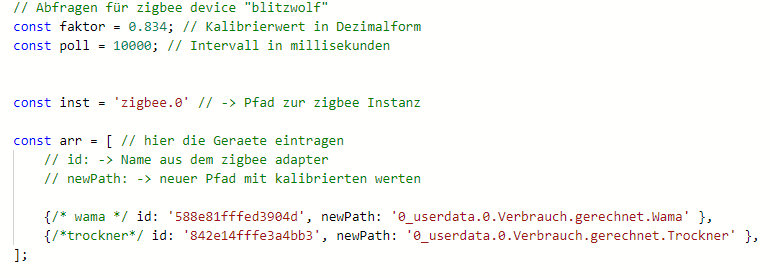 // Abfragen für zigbee device "blitzwolf"
const faktor = 0.834; // Kalibrierwert in Dezimalform
const poll = 10000; // Intervall in millisekunden
const inst = 'zigbee.0' // -> Pfad zur zigbee Instanz
const arr = [ // hier die Geraete eintragen
// id: -> Name aus dem zigbee adapter
// newPath: -> neuer Pfad mit kalibrierten werten
{/* wama */ id: '588e81fffed3904d', newPath: '0_userdata.0.Verbrauch.gerechnet.Wama' },
{/*trockner*/ id: '842e14fffe3a4bb3', newPath: '0_userdata.0.Verbrauch.gerechnet.Trockner' },
];